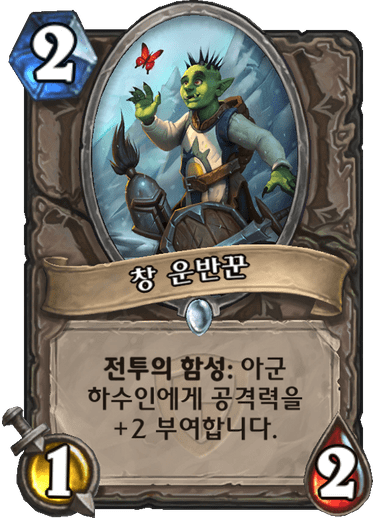 2
창 운반꾼
전투의 함성: 아군
하수인에게 공격력을
+2 부여합니다.
1
2